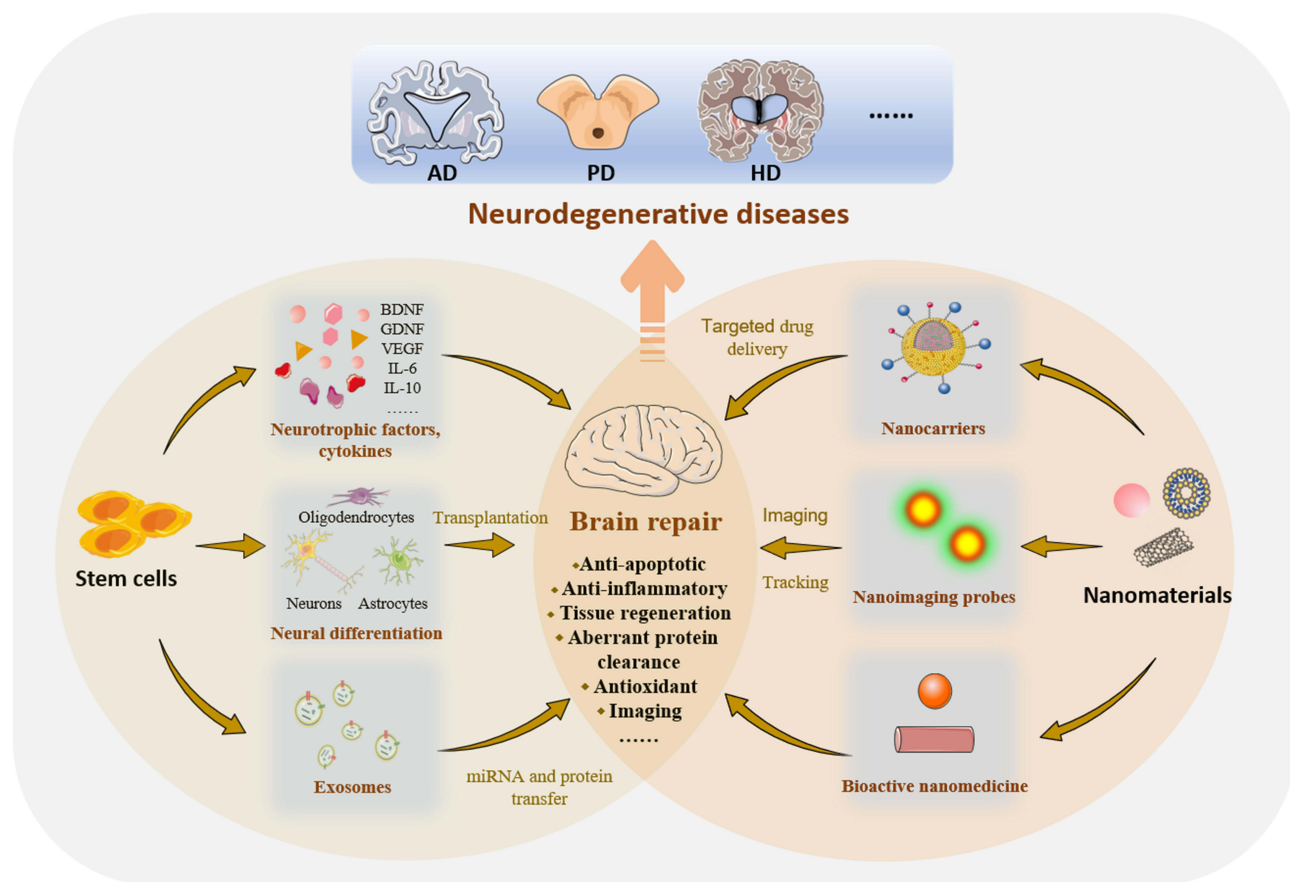 AD
PD
HD
......
Neurodegenerative diseases
BDNF
GDNF
VEGF
IL-6
IL-10
......
Neurotrophic factors,
cytokines
Targeted drug
delivery
Nanocarriers
Stem cells
Oligodendrocytes
Neurons
Astrocytes
Neural differentiation
Transplantation
Brain repair
Anti-apoptotic
Anti-inflammatory
Tissue regeneration
Aberrant protein
clearance
Antioxidant
Imaging
......
Imaging
Tracking
Nanoimaging probes
Nanomaterials
Exosomes
miRNA and protein
transfer
Bioactive nanomedicine